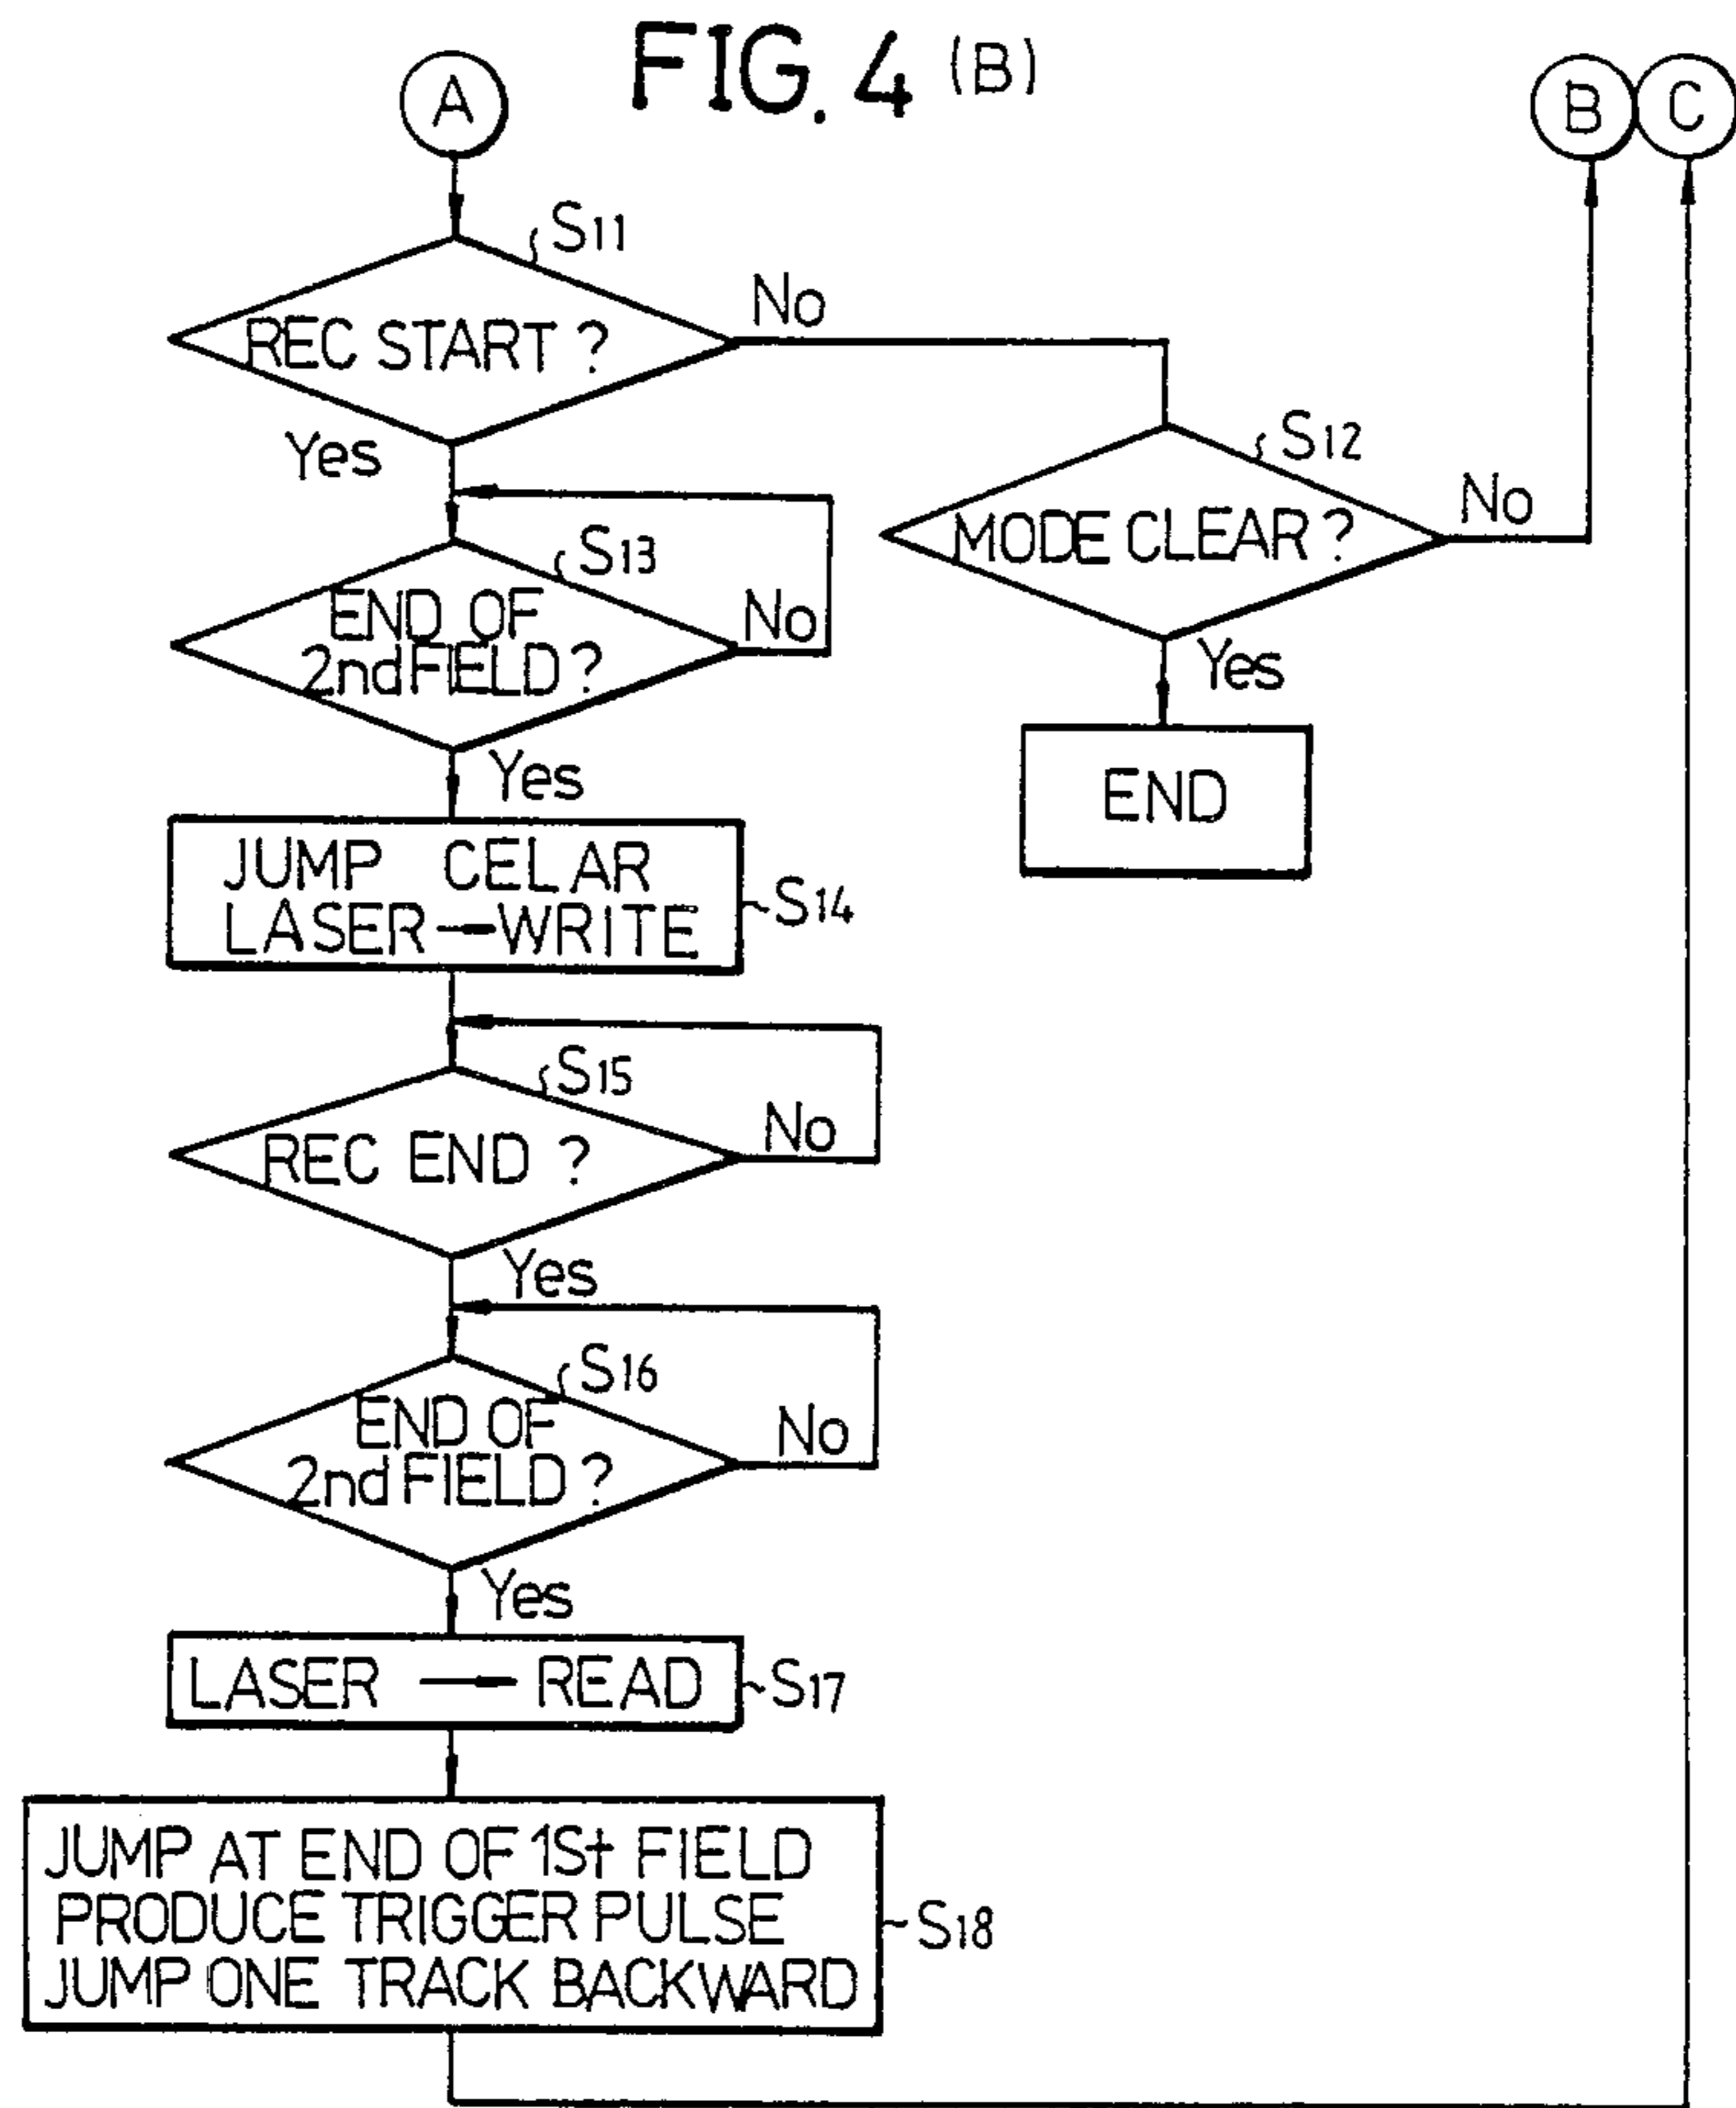 FIG. 4 (B)
A
B
C
S11
REC START ?
No
Yes
S12
MODE CLEAR ?
No
Yes
END
S13
END OF
2nd FIELD ?
No
Yes
JUMP CELAR
LASER → WRITE
S14
S15
REC END ?
No
Yes
S16
END OF
2nd FIELD ?
No
Yes
LASER → READ
S17
JUMP AT END OF 1st FIELD
PRODUCE TRIGGER PULSE
JUMP ONE TRACK BACKWARD
S18